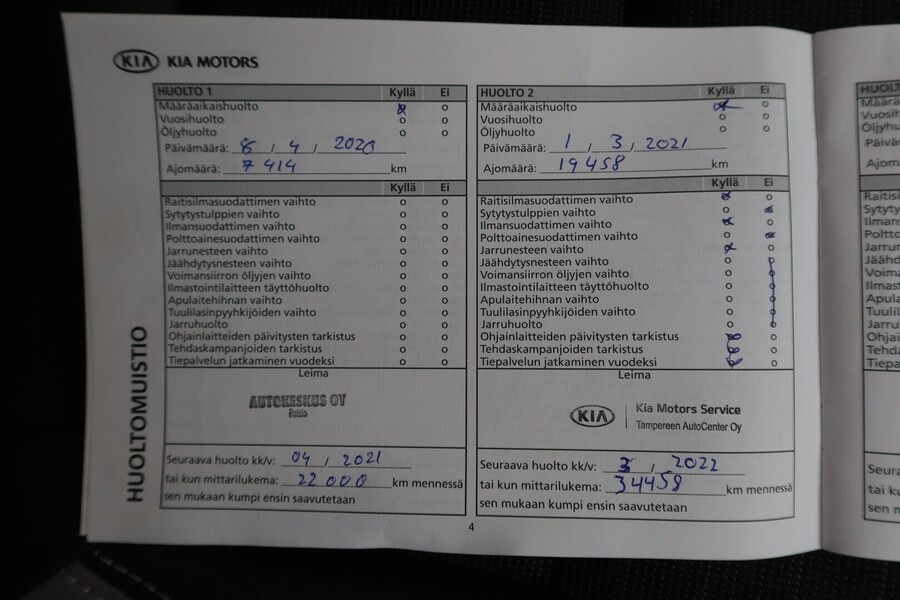 KIA KIA MOTORS
HUOLTO 1 Kyllä Ei
Määräaikaishuolto
Vuosihuolto
Öljyhuolto
Päivämäärä: 8 / 4 / 2020
Ajomäärä: 7 414 km
Kyllä Ei
Raitisilmasuodattimen vaihto
Sytytystulppien vaihto
Ilmansuodattimen vaihto
Polttoainesuodattimen vaihto
Jarrunesteen vaihto
Jäähdytysnesteen vaihto
Voimansiirron öljyjen vaihto
Ilmastointilaitteen täyttöhuolto
Apulaitehihnan vaihto
Tuulilasinpyyhkijöiden vaihto
Jarruhuolto
Ohjainlaitteiden päivitysten tarkistus
Tehdaskampanjoiden tarkistus
Tiepalvelun jatkaminen vuodeksi
Leima
AUTOKESKUS OY
Seuraava huolto kk/v: 04 / 2021
tai kun mittarilukema: 22 000 km mennessä
sen mukaan kumpi ensin saavutetaan
HUOLTO 2 Kyllä Ei
Määräaikaishuolto
Vuosihuolto
Öljyhuolto
Päivämäärä: 1 / 3 / 2021
Ajomäärä: 19 458 km
Kyllä Ei
Raitisilmasuodattimen vaihto
Sytytystulppien vaihto
Ilmansuodattimen vaihto
Polttoainesuodattimen vaihto
Jarrunesteen vaihto
Jäähdytysnesteen vaihto
Voimansiirron öljyjen vaihto
Ilmastointilaitteen täyttöhuolto
Apulaitehihnan vaihto
Tuulilasinpyyhkijöiden vaihto
Jarruhuolto
Ohjainlaitteiden päivitysten tarkistus
Tehdaskampanjoiden tarkistus
Tiepalvelun jatkaminen vuodeksi
Leima
KIA Kia Motors Service
Tampereen AutoCenter Oy
Seuraava huolto kk/v: 3 / 2022
tai kun mittarilukema: 34458 km mennessä
sen mukaan kumpi ensin saavutetaan
HUOLTOMUISTIO
4